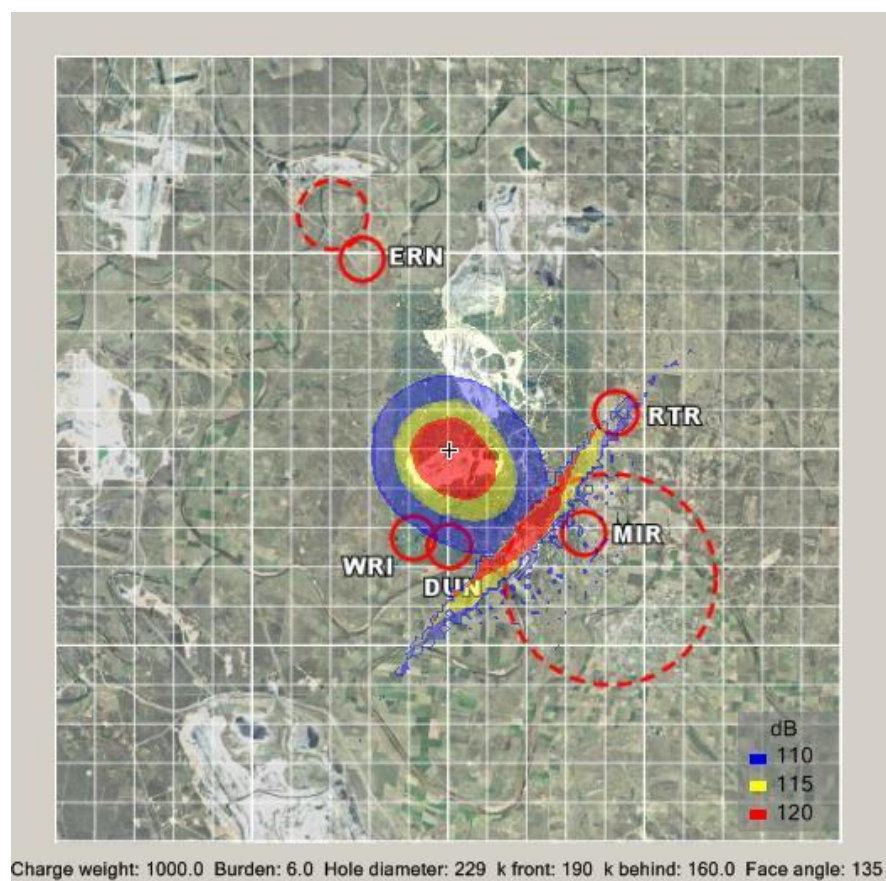 ERN
RTR
MIR
WRI
DUN
dB
110
115
120
Charge weight: 1000.0 Burden: 6.0 Hole diameter: 229 k front: 190 k behind: 160.0 Face angle: 135